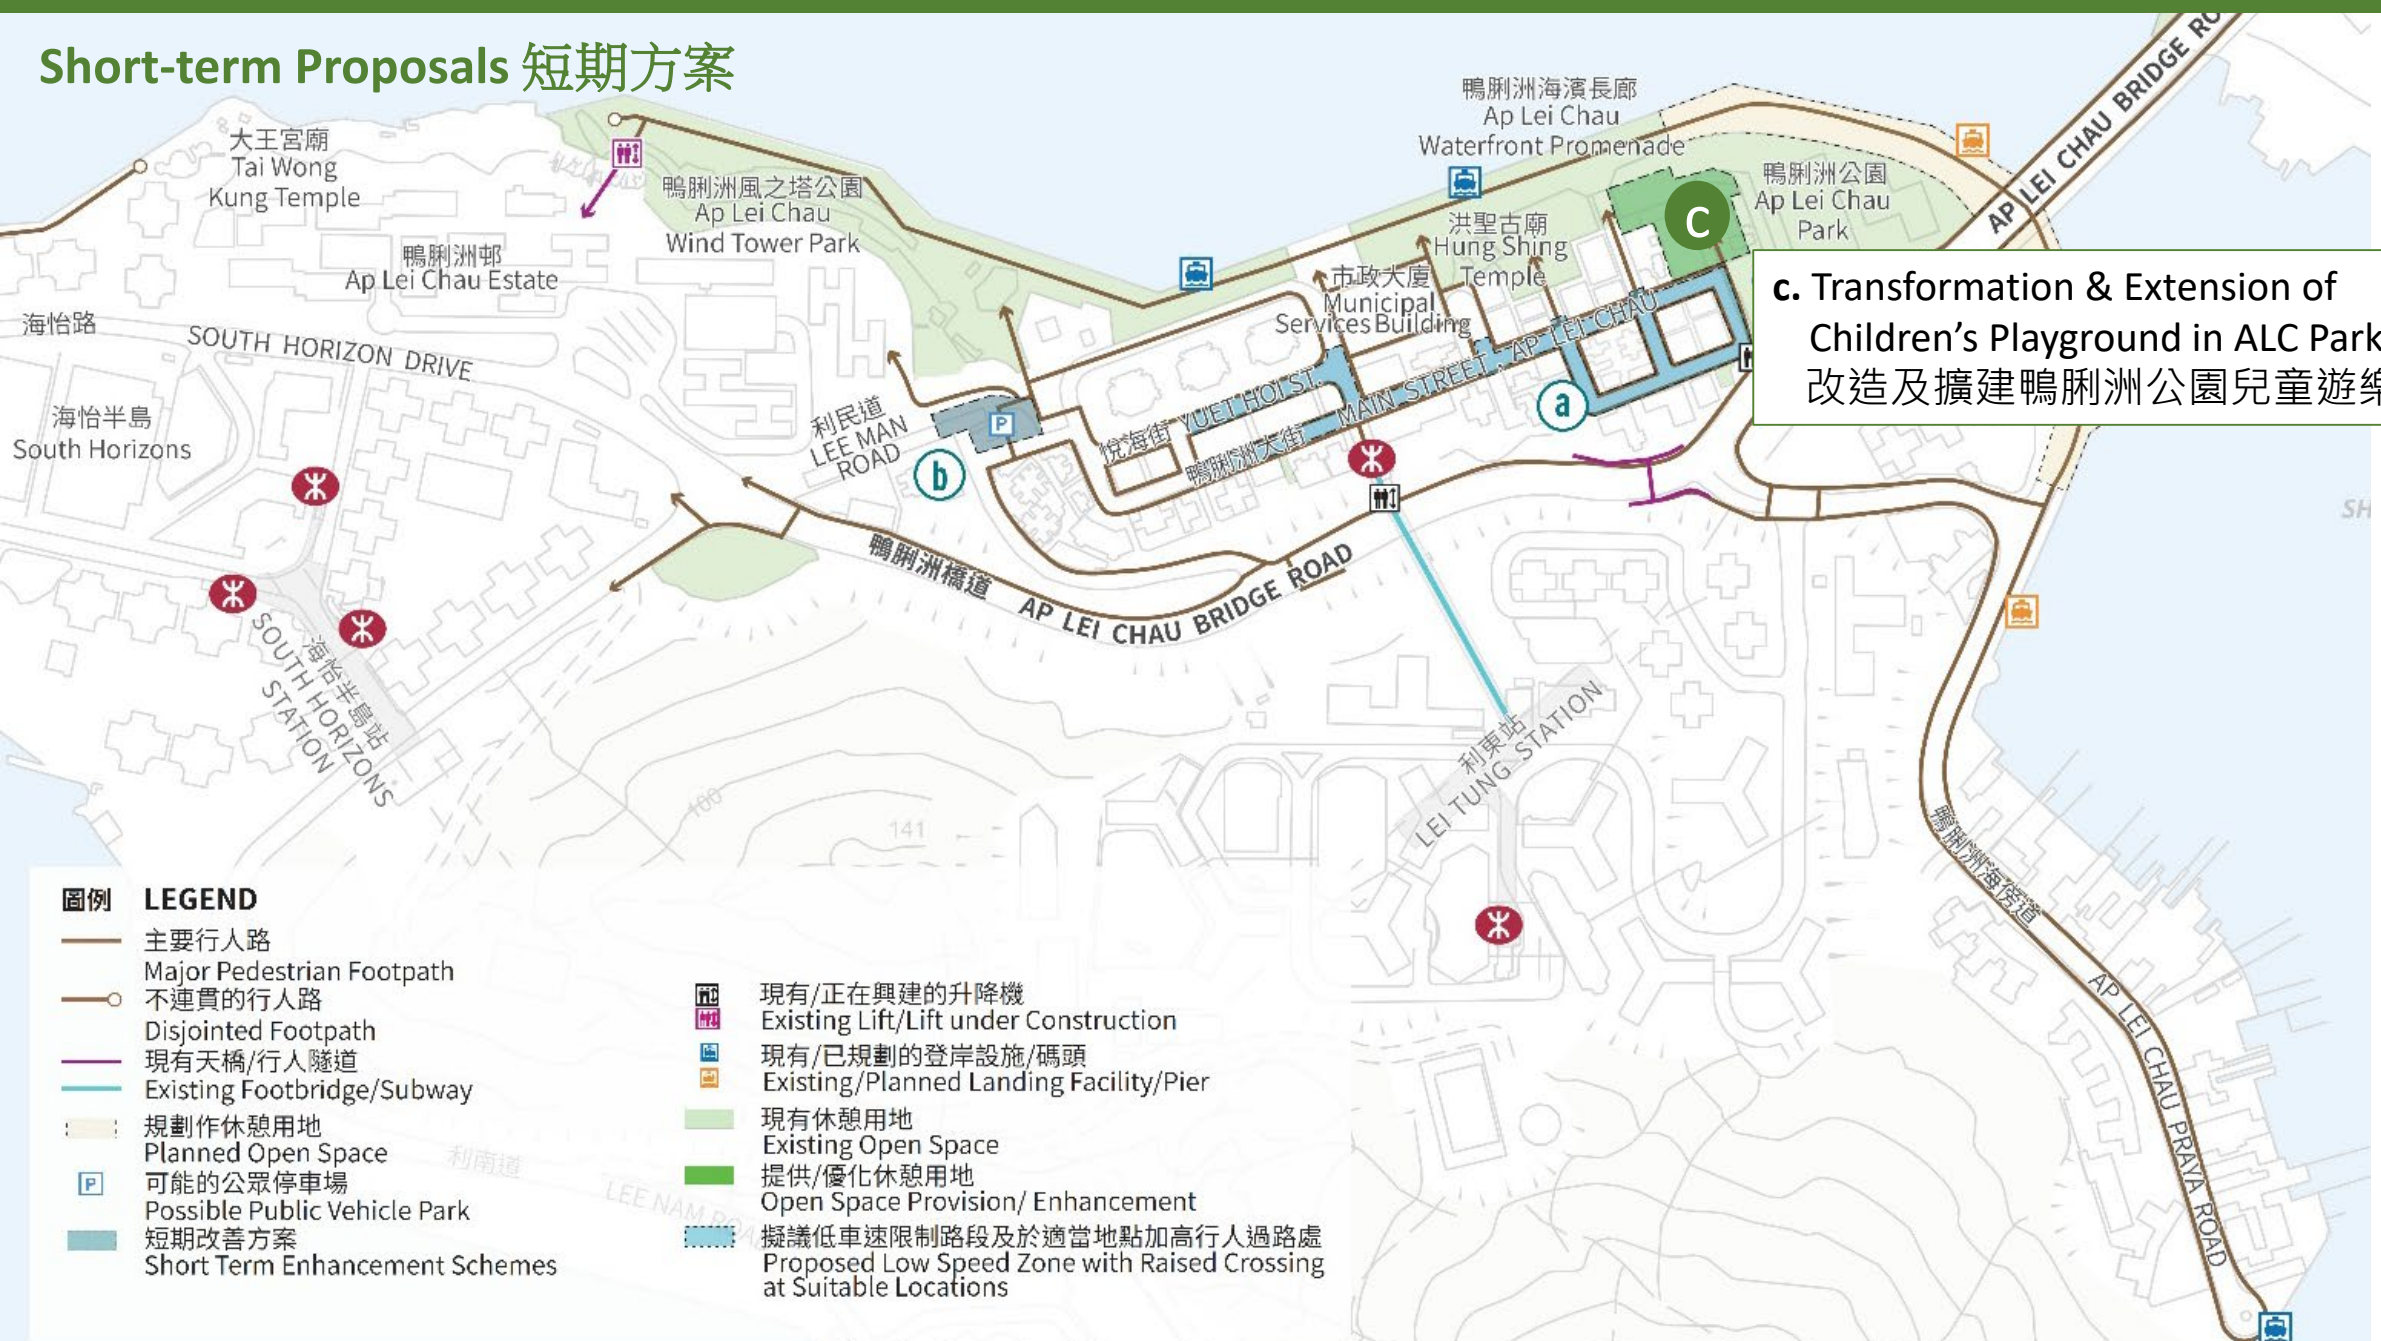 Short-term Proposals 短期方案
大王宮廟
Tai Wong
Kung Temple
鴨脷洲風之塔公園
Ap Lei Chau
Wind Tower Park
鴨脷洲邨
Ap Lei Chau Estate
鴨脷洲海濱長廊
Ap Lei Chau
Waterfront Promenade
鴨脷洲公園
Ap Lei Chau
Park
AP LEI CHAU BRIDGE RO
洪聖古廟
Hung Shing
Temple
市政大廈
Municipal
Services Building
C
c. Transformation & Extension of
Children's Playground in ALC Park
改造及擴建鴨脷洲公園兒童遊樂
海怡路
SOUTH HORIZON DRIVE
海怡半島
South Horizons
利民道
LEE MAN
ROAD
P
b
a
悅海街 YUET HOI ST.
鴨脷洲大街 MAIN STREET, AP LEI CHAU
鴨脷洲橋道 AP LEI CHAU BRIDGE ROAD
SH
海怡半島站
SOUTH HORIZONS
STATION
利東站
LEI TUNG STATION
100
141
鴨脷洲海傍道
AP LEI CHAU PRAYA ROAD
利南道
LEE NAM ROAD
圖例 LEGEND
主要行人路
Major Pedestrian Footpath
不連貫的行人路
Disjointed Footpath
現有天橋/行人隧道
Existing Footbridge/Subway
規劃作休憩用地
Planned Open Space
P
可能的公眾停車場
Possible Public Vehicle Park
短期改善方案
Short Term Enhancement Schemes
現有/正在興建的升降機
Existing Lift/Lift under Construction
現有/已規劃的登岸設施/碼頭
Existing/Planned Landing Facility/Pier
現有休憩用地
Existing Open Space
提供/優化休憩用地
Open Space Provision/ Enhancement
擬議低車速限制路段及於適當地點加高行人過路處
Proposed Low Speed Zone with Raised Crossing
at Suitable Locations